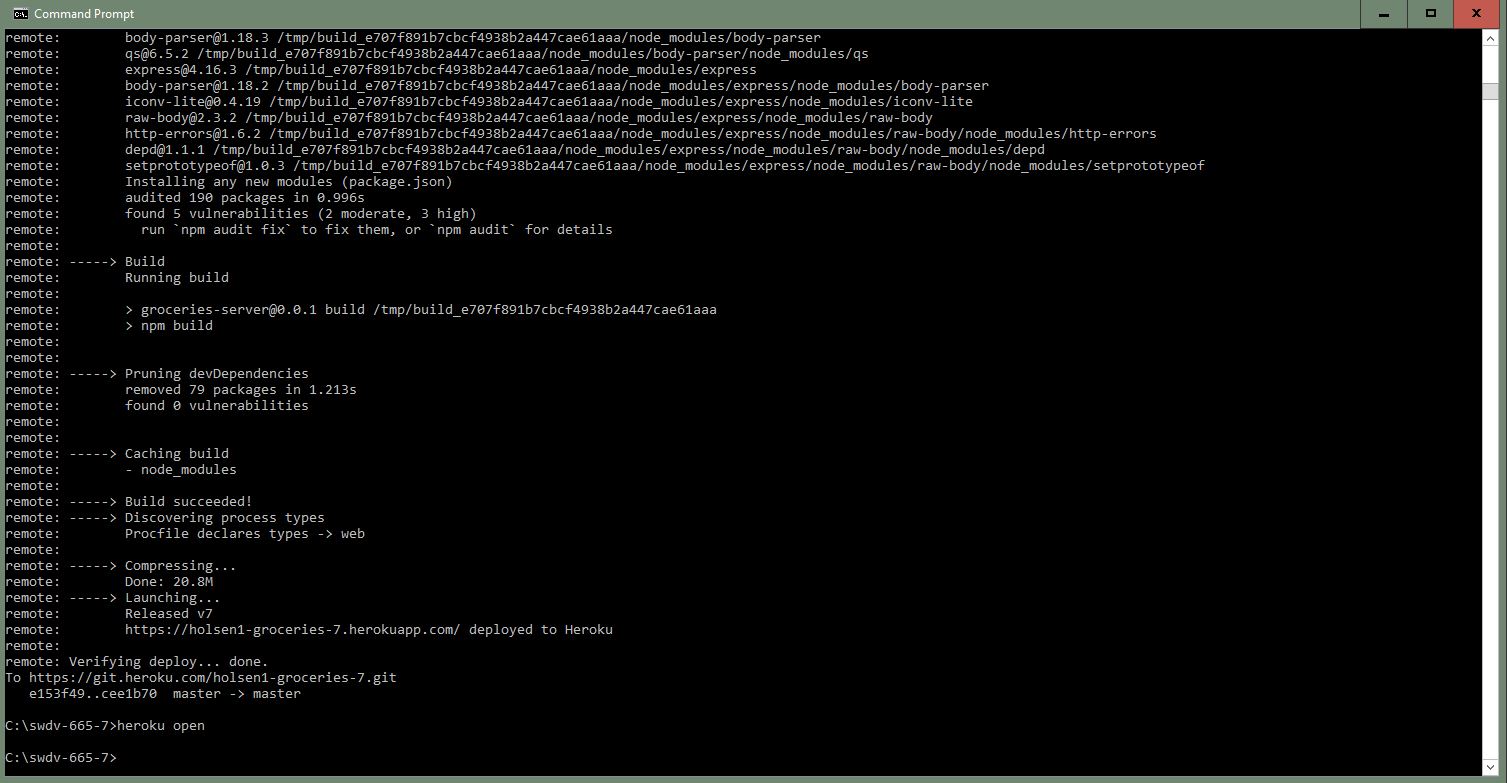 Command Prompt
remote:        body-parser@1.18.3 /tmp/build_e707f891b7cbcf4938b2a447cae61aaa/node_modules/body-parser
remote:        qs@6.5.2 /tmp/build_e707f891b7cbcf4938b2a447cae61aaa/node_modules/body-parser/node_modules/qs
remote:        express@4.16.3 /tmp/build_e707f891b7cbcf4938b2a447cae61aaa/node_modules/express
remote:        body-parser@1.18.2 /tmp/build_e707f891b7cbcf4938b2a447cae61aaa/node_modules/express/node_modules/body-parser
remote:        iconv-lite@0.4.19 /tmp/build_e707f891b7cbcf4938b2a447cae61aaa/node_modules/express/node_modules/iconv-lite
remote:        raw-body@2.3.2 /tmp/build_e707f891b7cbcf4938b2a447cae61aaa/node_modules/express/node_modules/raw-body
remote:        http-errors@1.6.2 /tmp/build_e707f891b7cbcf4938b2a447cae61aaa/node_modules/express/node_modules/raw-body/node_modules/http-errors
remote:        depd@1.1.1 /tmp/build_e707f891b7cbcf4938b2a447cae61aaa/node_modules/express/node_modules/raw-body/node_modules/depd
remote:        setprototypeof@1.0.3 /tmp/build_e707f891b7cbcf4938b2a447cae61aaa/node_modules/express/node_modules/raw-body/node_modules/setprototypeof
remote:        Installing any new modules (package.json)
remote:        audited 190 packages in 0.996s
remote:        found 5 vulnerabilities (2 moderate, 3 high)
remote:          run `npm audit fix` to fix them, or `npm audit` for details
remote:
remote: -----> Build
remote:        Running build
remote:
remote:        > groceries-server@0.0.1 build /tmp/build_e707f891b7cbcf4938b2a447cae61aaa
remote:        > npm build
remote:
remote:
remote: -----> Pruning devDependencies
remote:        removed 79 packages in 1.213s
remote:        found 0 vulnerabilities
remote:
remote:
remote: -----> Caching build
remote:        - node_modules
remote:
remote: -----> Build succeeded!
remote: -----> Discovering process types
remote:        Procfile declares types -> web
remote:
remote: -----> Compressing...
remote:        Done: 20.8M
remote: -----> Launching...
remote:        Released v7
remote:        https://holsen1-groceries-7.herokuapp.com/ deployed to Heroku
remote:
remote: Verifying deploy... done.
To https://git.heroku.com/holsen1-groceries-7.git
   e153f49..cee1b70  master -> master

C:\swdv-665-7>heroku open

C:\swdv-665-7>